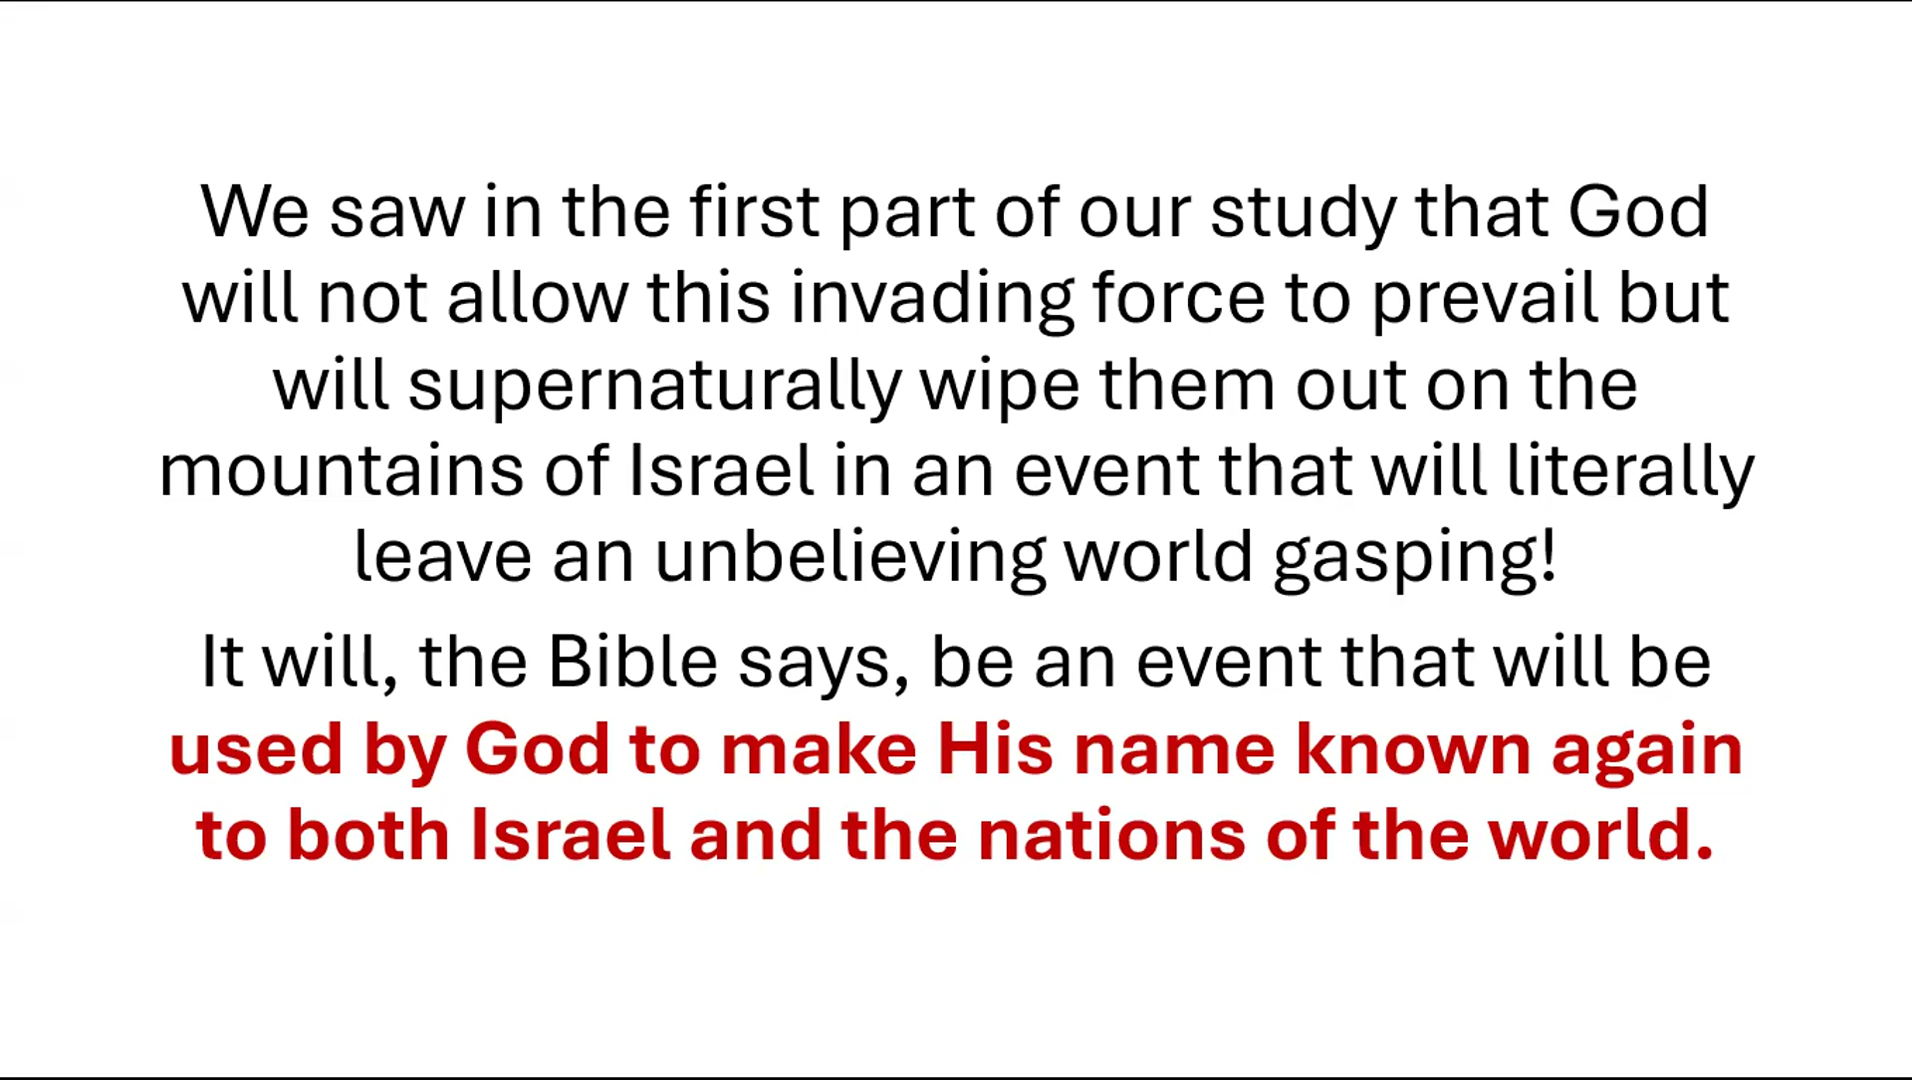 We saw in the first part of our study that God
will not allow this invading force to prevail but
will supernaturally wipe them out on the
mountains of Israel in an event that will literally
leave an unbelieving world gasping!
It will, the Bible says, be an event that will be
used by God to make His name known again
to both Israel and the nations of the world.